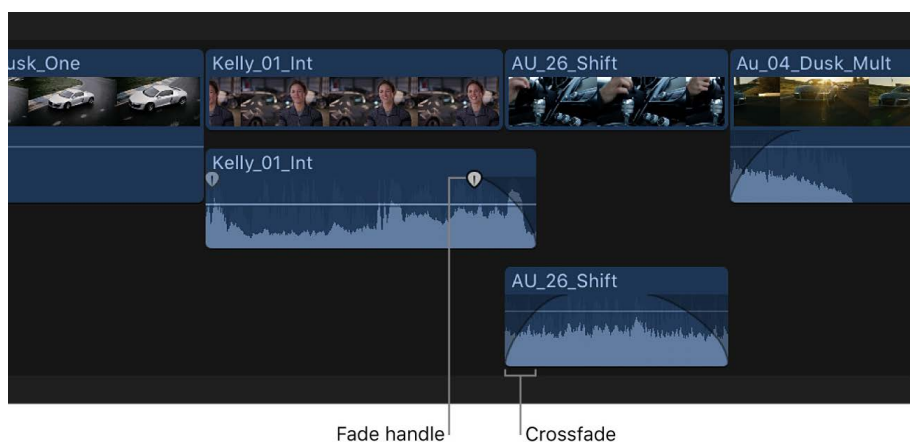 usk_One
Kelly_01_Int
AU_26_Shift
Au_04_Dusk_Mult
Kelly_01_Int
AU_26_Shift
Fade handle
Crossfade